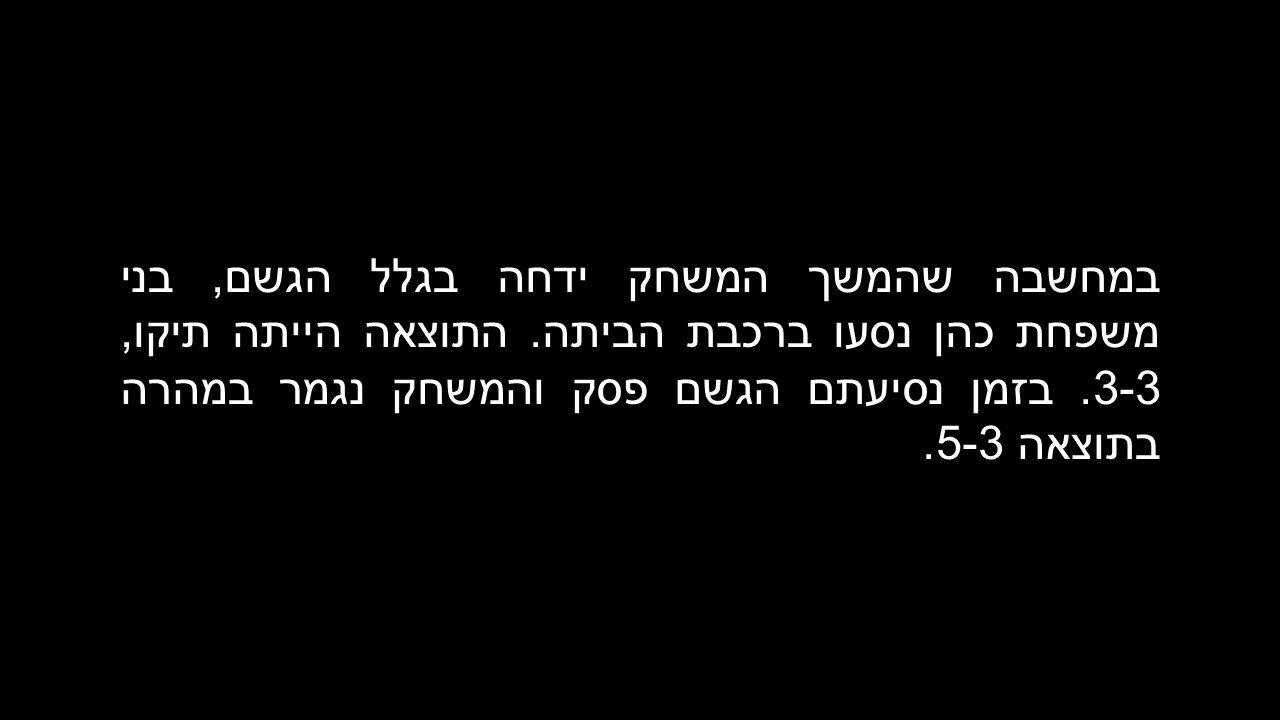 במחשבה שהמשך המשחק ידחה בגלל הגשם, בני
משפחת כהן נסעו ברכבת הביתה. התוצאה הייתה תיקו,
3-3. בזמן נסיעתם הגשם פסק והמשחק נגמר במהרה
בתוצאה 5-3.